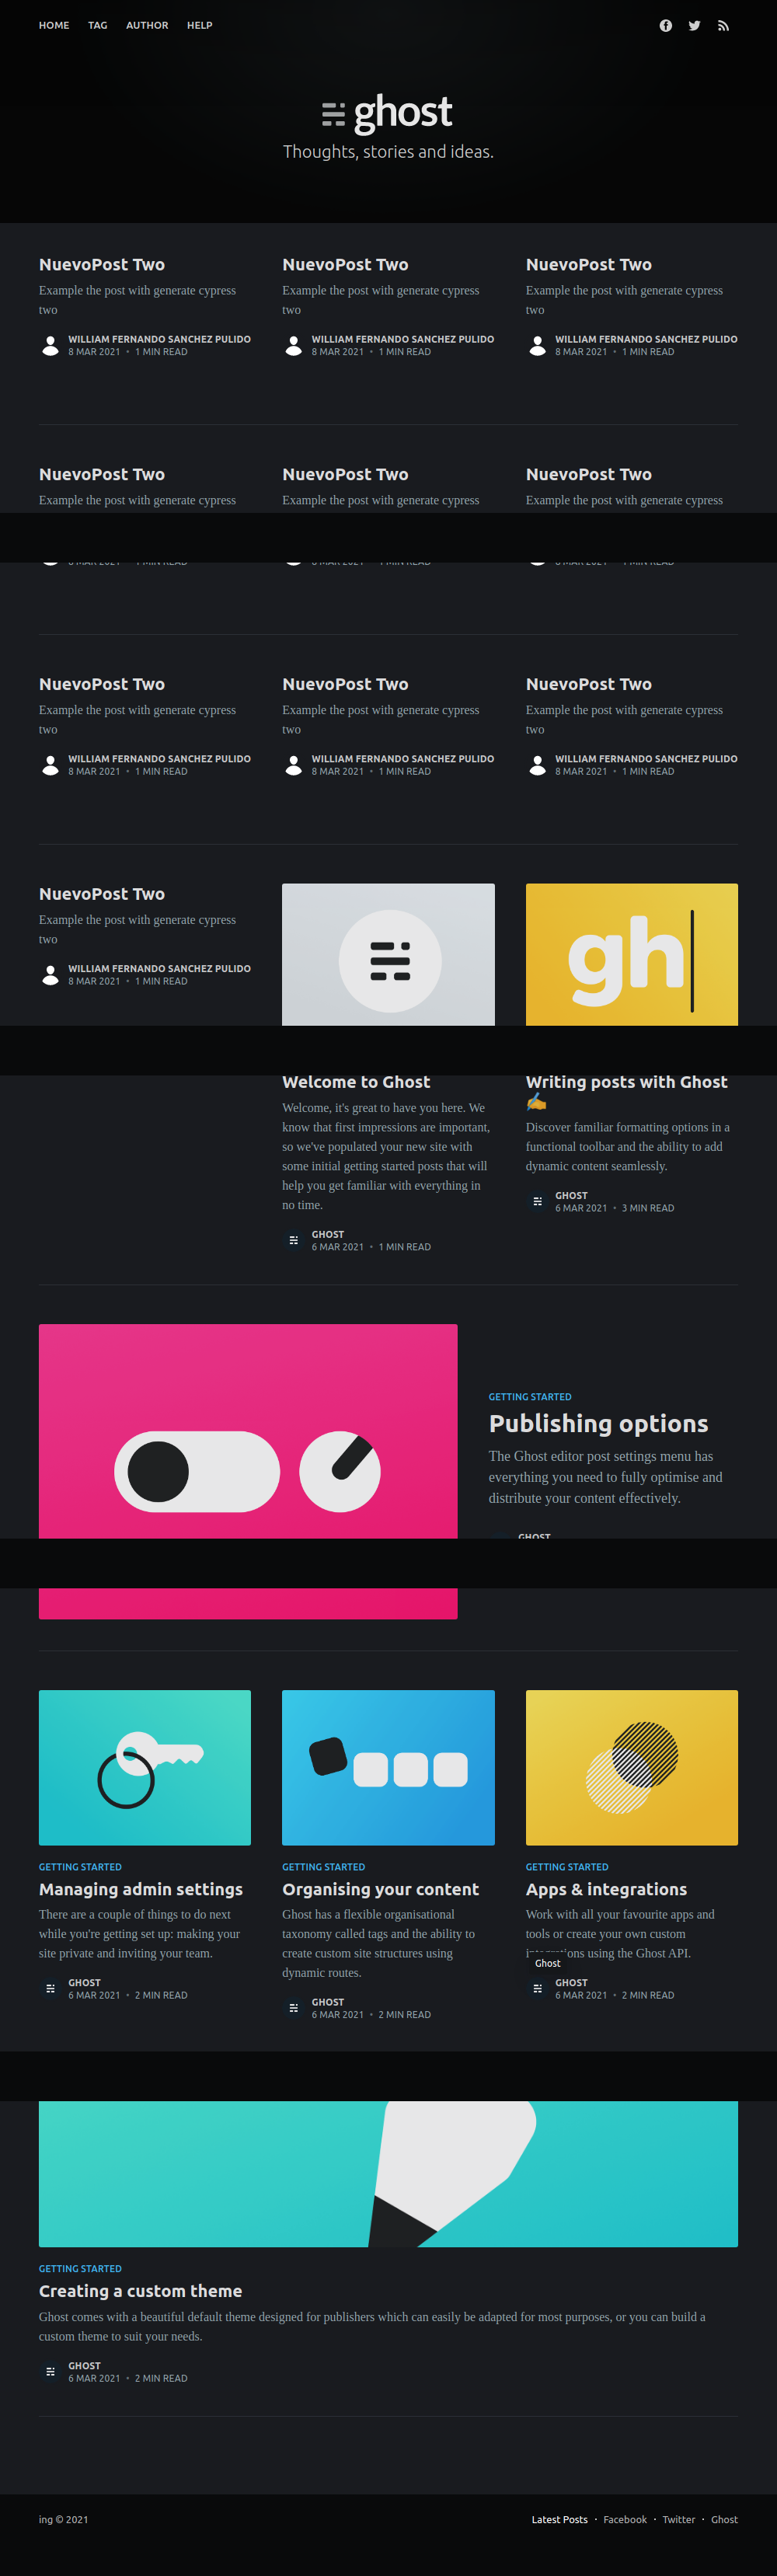 HOME TAG AUTHOR HELP
ghost
Thoughts, stories and ideas.
NuevoPost Two
Example the post with generate cypress
two
WILLIAM FERNANDO SANCHEZ PULIDO
8 MAR 2021 • 1 MIN READ
NuevoPost Two
Example the post with generate cypress
two
WILLIAM FERNANDO SANCHEZ PULIDO
8 MAR 2021 • 1 MIN READ
NuevoPost Two
Example the post with generate cypress
two
WILLIAM FERNANDO SANCHEZ PULIDO
8 MAR 2021 • 1 MIN READ
NuevoPost Two
Example the post with generate cypress
8 MAR 2021 • 1 MIN READ
NuevoPost Two
Example the post with generate cypress
8 MAR 2021 • 1 MIN READ
NuevoPost Two
Example the post with generate cypress
8 MAR 2021 • 1 MIN READ
NuevoPost Two
Example the post with generate cypress
two
WILLIAM FERNANDO SANCHEZ PULIDO
8 MAR 2021 • 1 MIN READ
NuevoPost Two
Example the post with generate cypress
two
WILLIAM FERNANDO SANCHEZ PULIDO
8 MAR 2021 • 1 MIN READ
NuevoPost Two
Example the post with generate cypress
two
WILLIAM FERNANDO SANCHEZ PULIDO
8 MAR 2021 • 1 MIN READ
NuevoPost Two
Example the post with generate cypress
two
WILLIAM FERNANDO SANCHEZ PULIDO
8 MAR 2021 • 1 MIN READ
Welcome to Ghost
Welcome, it's great to have you here. We
know that first impressions are important,
so we've populated your new site with
some initial getting started posts that will
help you get familiar with everything in
no time.
GHOST
6 MAR 2021 • 1 MIN READ
gh
Writing posts with Ghost
✍️
Discover familiar formatting options in a
functional toolbar and the ability to add
dynamic content seamlessly.
GHOST
6 MAR 2021 • 3 MIN READ
GETTING STARTED
Publishing options
The Ghost editor post settings menu has
everything you need to fully optimise and
distribute your content effectively.
GHOST
GETTING STARTED
Managing admin settings
There are a couple of things to do next
while you're getting set up: making your
site private and inviting your team.
GHOST
6 MAR 2021 • 2 MIN READ
GETTING STARTED
Organising your content
Ghost has a flexible organisational
taxonomy called tags and the ability to
create custom site structures using
dynamic routes.
GHOST
6 MAR 2021 • 2 MIN READ
GETTING STARTED
Apps & integrations
Work with all your favourite apps and
tools or create your own custom
integrations using the Ghost API.
Ghost
GHOST
6 MAR 2021 • 2 MIN READ
GETTING STARTED
Creating a custom theme
Ghost comes with a beautiful default theme designed for publishers which can easily be adapted for most purposes, or you can build a
custom theme to suit your needs.
GHOST
6 MAR 2021 • 2 MIN READ
ing © 2021
Latest Posts • Facebook • Twitter • Ghost